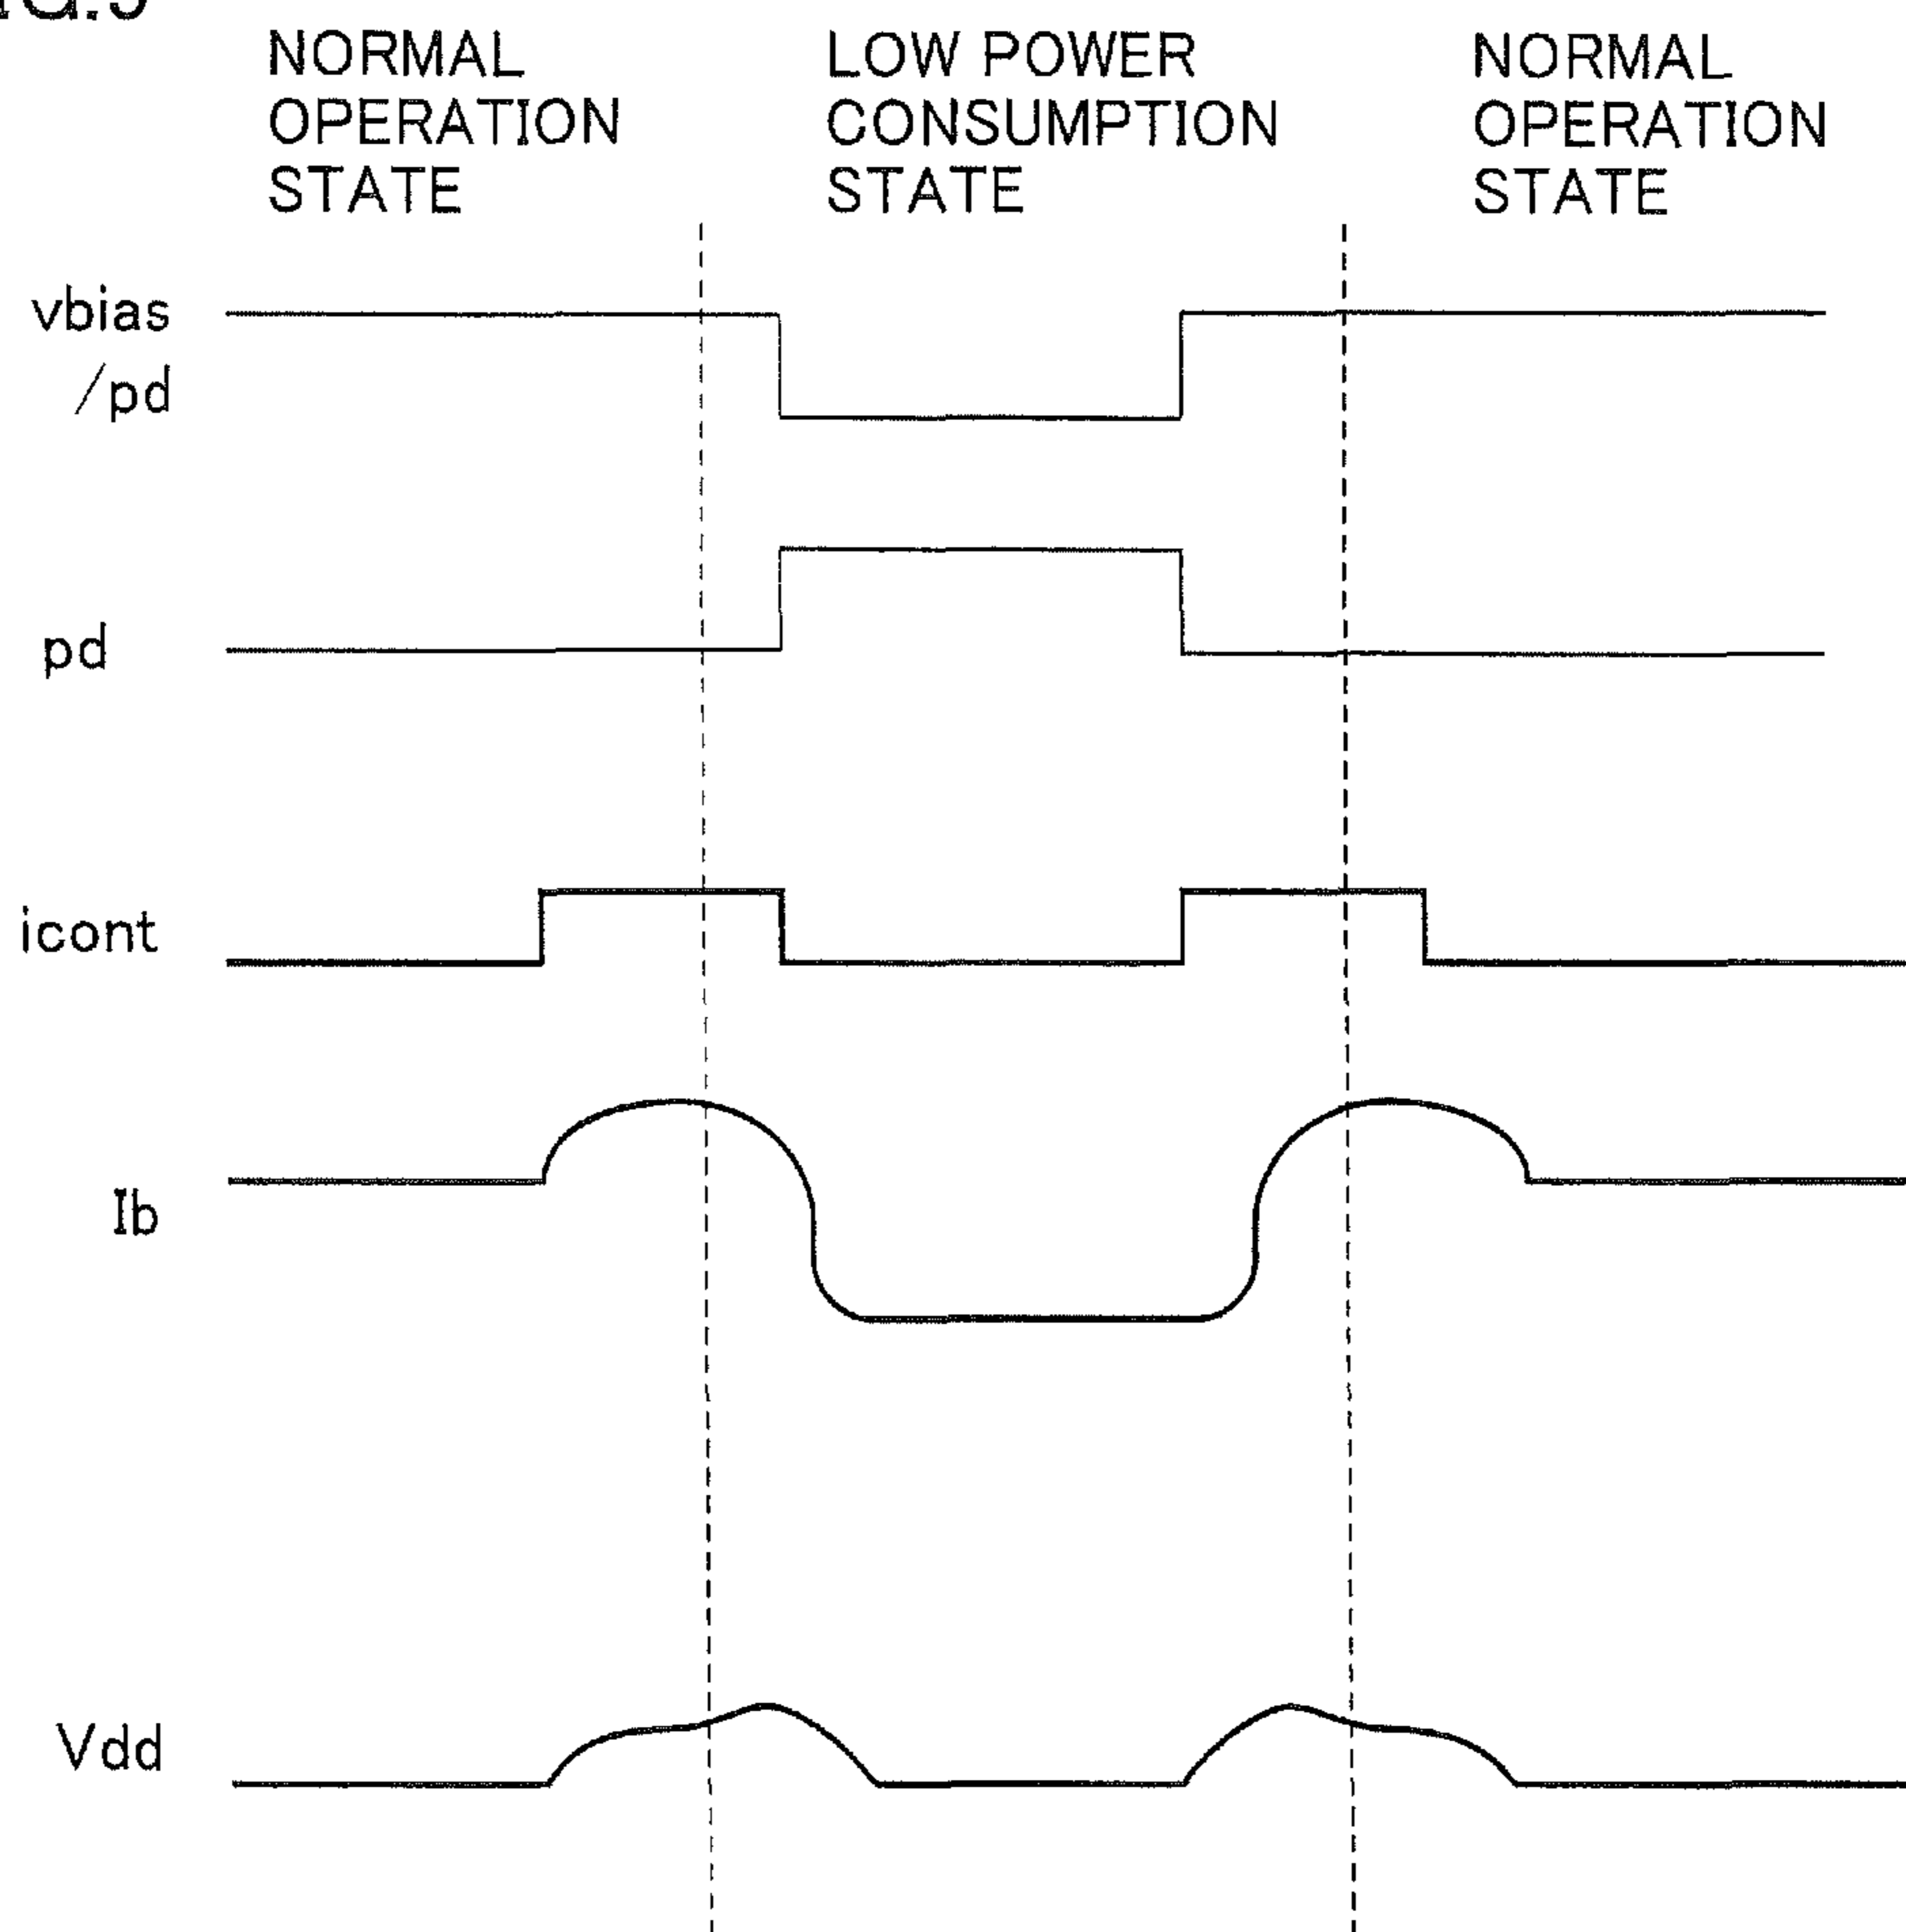 NORMAL
OPERATION
STATE
LOW POWER
CONSUMPTION
STATE
NORMAL
OPERATION
STATE
vbias
/pd
pd
icont
Ib
Vdd